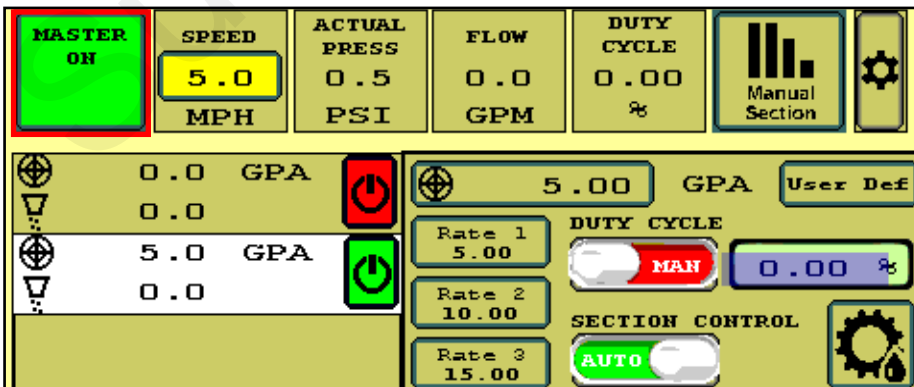 MASTER ON
SPEED
5.0
MPH
ACTUAL PRESS
0.5
PSI
FLOW
0.0
GPM
DUTY CYCLE
0.00
%
Manual Section
0.0 GPA
0.0
5.0 GPA
0.0
5.00 GPA
User Def
Rate 1
5.00
Rate 2
10.00
Rate 3
15.00
DUTY CYCLE
MAN
0.00 %
SECTION CONTROL
AUTO